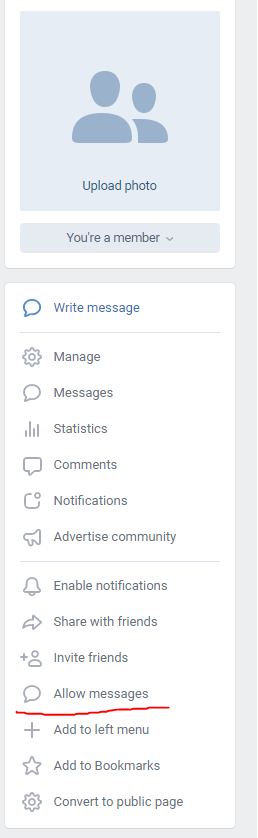 Upload photo
You're a member
Write message
Manage
Messages
Statistics
Comments
Notifications
Advertise community
Enable notifications
Share with friends
Invite friends
Allow messages
Add to left menu
Add to Bookmarks
Convert to public page